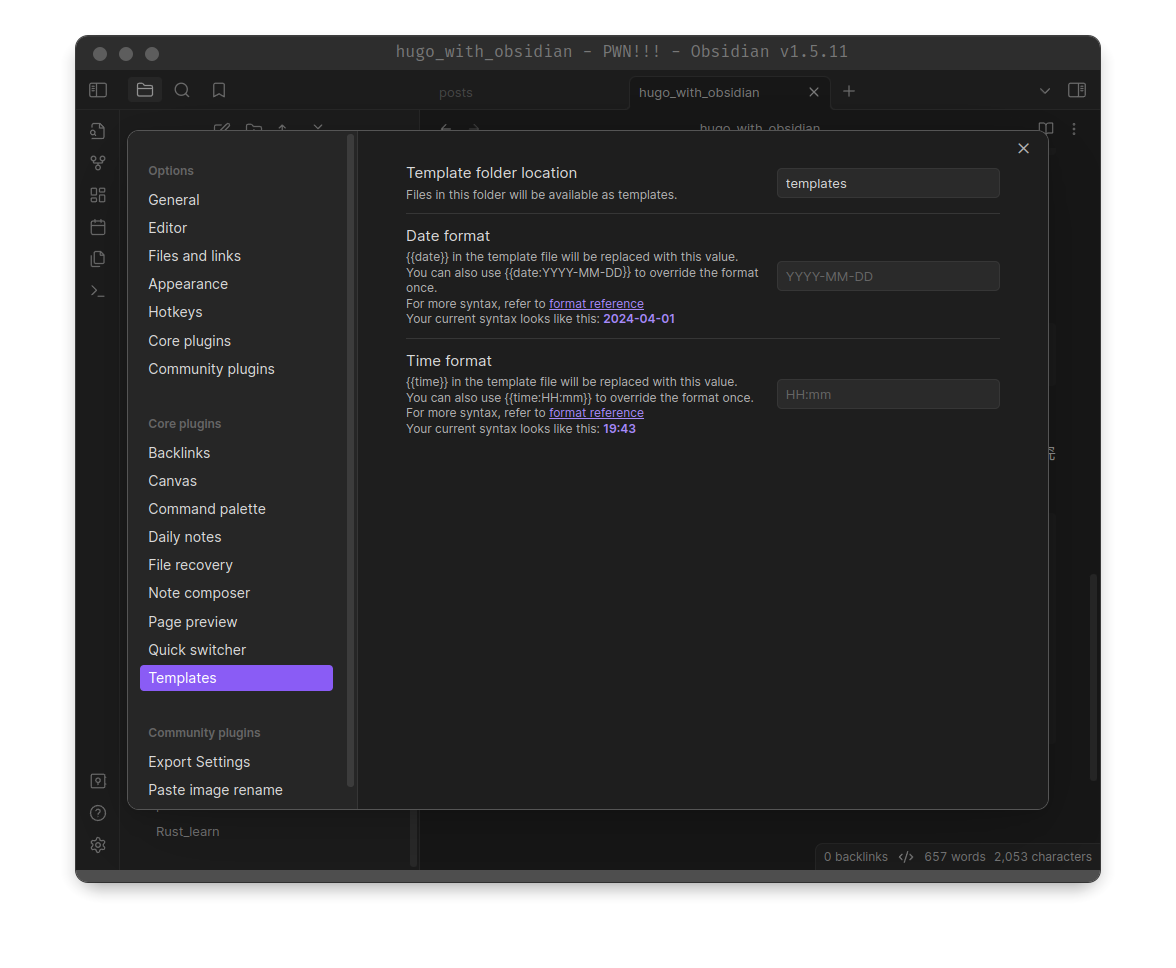 hugo_with_obsidian - PWN!!! - Obsidian v1.5.11
posts
hugo_with_obsidian
hugo_with_obsidian
Options
General
Editor
Files and links
Appearance
Hotkeys
Core plugins
Community plugins
Core plugins
Backlinks
Canvas
Command palette
Daily notes
File recovery
Note composer
Page preview
Quick switcher
Templates
Community plugins
Export Settings
Paste image rename
Template folder location
Files in this folder will be available as templates.
templates
Date format
{{date}} in the template file will be replaced with this value.
You can also use {{date:YYYY-MM-DD}} to override the format
once.
For more syntax, refer to format reference
Your current syntax looks like this: 2024-04-01
YYYY-MM-DD
Time format
{{time}} in the template file will be replaced with this value.
You can also use {{time:HH:mm}} to override the format once.
For more syntax, refer to format reference
Your current syntax looks like this: 19:43
HH:mm
Rust_learn
0 backlinks </> 657 words 2,053 characters